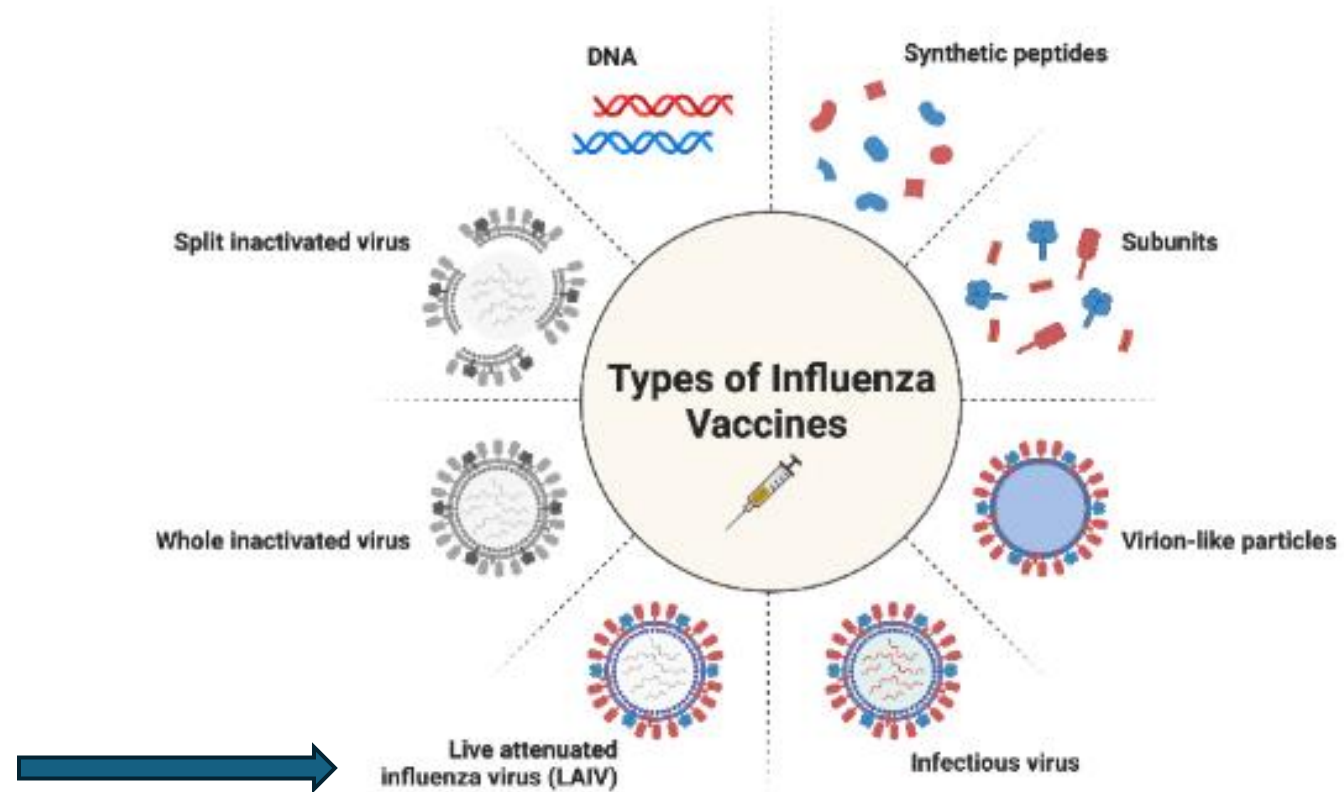 DNA
Synthetic peptides
Split inactivated virus
Subunits
Types of Influenza
Vaccines
Whole inactivated virus
Virion-like particles
Live attenuated
influenza virus (LAIV)
Infectious virus